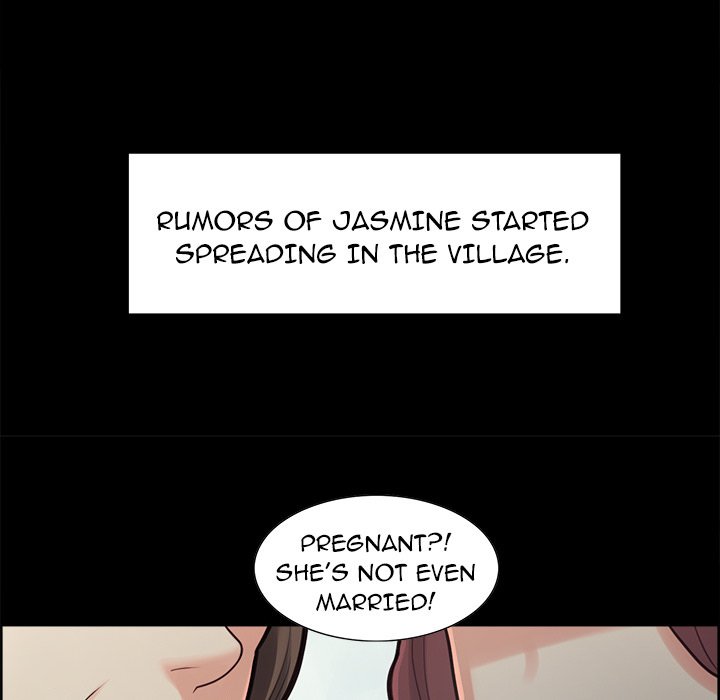 RUMORS OF JASMINE STARTED
SPREADING IN THE VILLAGE.
PREGNANT?!
SHE'S NOT EVEN
MARRIED!